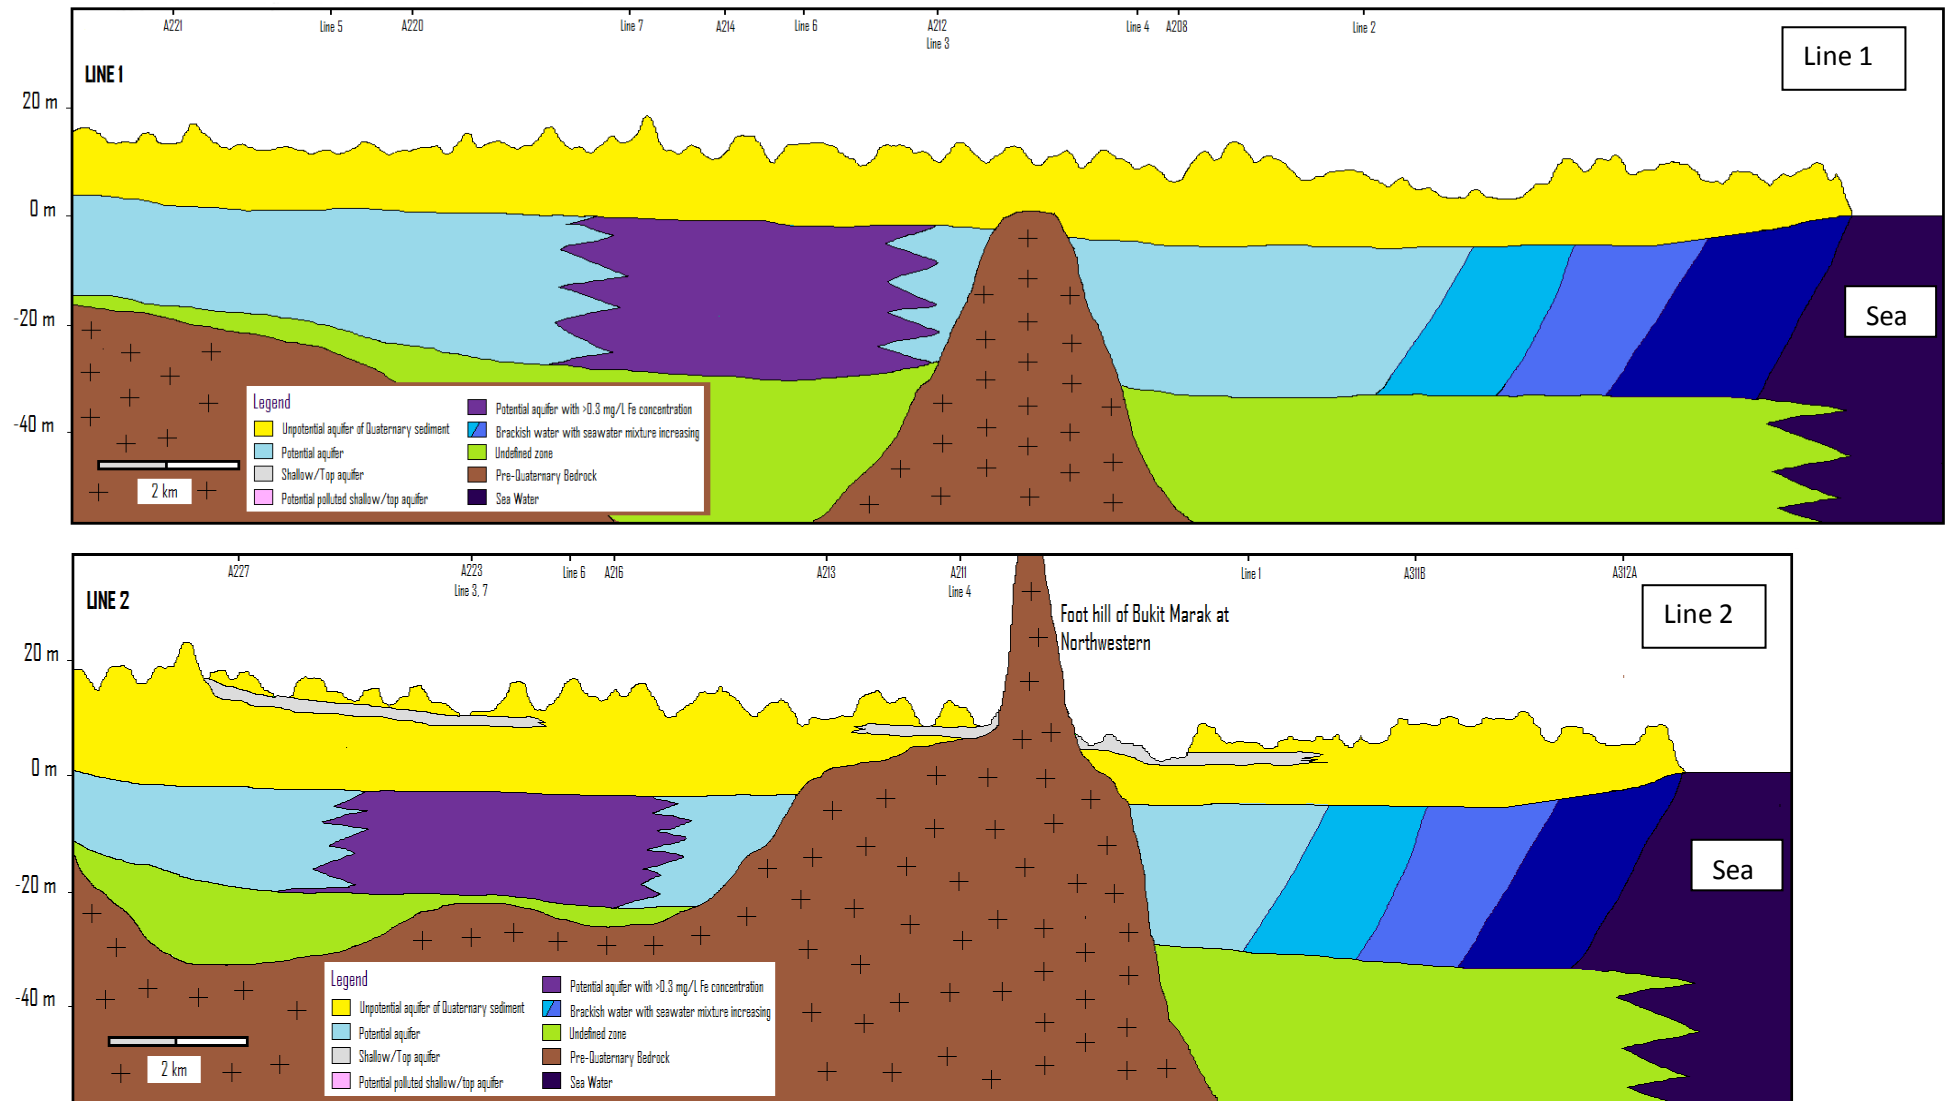 A221 Line 5 A220 Line 7 A214 Line 6 A212 Line 4 A208 Line 2
Line 3
Line 1
LINE 1
20 m
0 m
-20 m
-40 m
Sea
Legend
Unpotential aquifer of Quaternary sediment
Potential aquifer
Shallow/Top aquifer
Potential polluted shallow/top aquifer
Potential aquifer with >0.3 mg/L Fe concentration
Brackish water with seawater mixture increasing
Undefined zone
Pre-Quaternary Bedrock
Sea Water
2 km
A227 A223 Line 6 A216 A213 A211 Line 1 A311B A312A
Line 3, 7 Line 4
LINE 2
Foot hill of Bukit Marak at
Northwestern
Line 2
20 m
0 m
-20 m
-40 m
Sea
Legend
Unpotential aquifer of Quaternary sediment
Potential aquifer
Shallow/Top aquifer
Potential polluted shallow/top aquifer
Potential aquifer with >0.3 mg/L Fe concentration
Brackish water with seawater mixture increasing
Undefined zone
Pre-Quaternary Bedrock
Sea Water
2 km